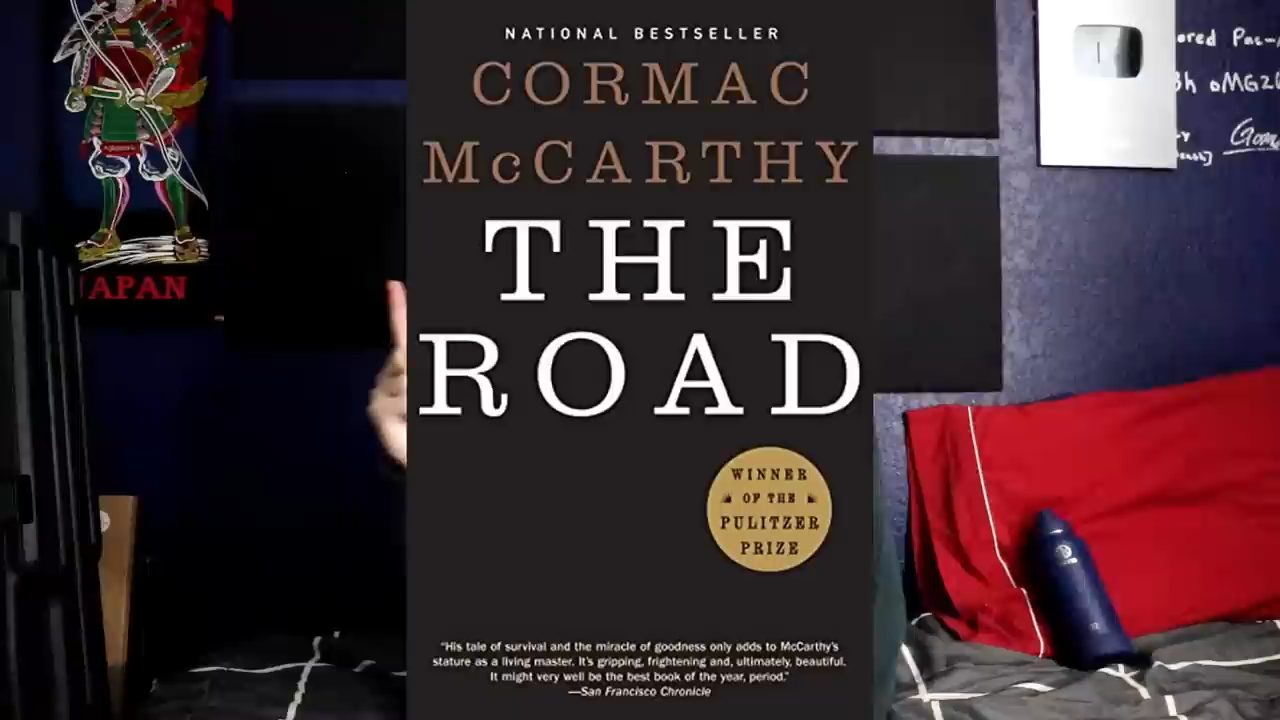 NATIONAL BESTSELLER
CORMAC
McCARTHY
THE
ROAD
WINNER
OF THE
PULITZER
PRIZE
"His tale of survival and the miracle of goodness only adds to McCarthy's
stature as a living master. It's gripping, frightening and, ultimately, beautiful.
It might very well be the best book of the year, period."
—San Francisco Chronicle
JAPAN